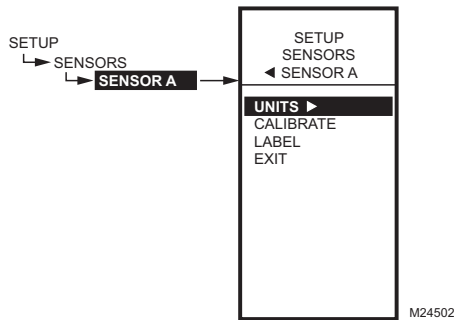 SETUP
SENSORS
SENSOR A
SETUP
SENSORS
◄ SENSOR A
UNITS ►
CALIBRATE
LABEL
EXIT
M24502